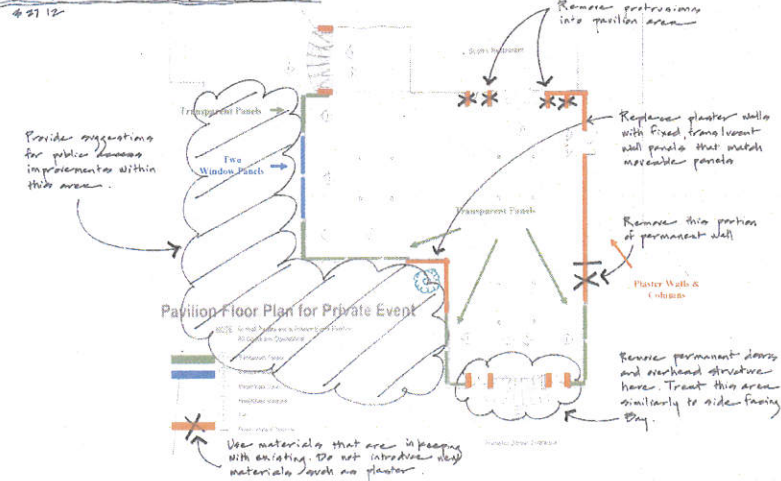 4 27 12
Remove protrusions
into pavilion area
Transparent Panels
Provide suggestions
for public access
improvements within
this area.
Two
Window Panels
Replace plaster walls
with fixed, translucent
wall panels that match
moveable panels
Transparent Panels
Remove this portion
of permanent wall
Plaster Walls &
Columns
Pavilion Floor Plan for Private Event
NOTE:
Remove permanent doors
and overhead structure
here. Treat this area
similarly to side facing
Bay.
Use materials that are in keeping
with existing. Do not introduce new
materials such as plaster.